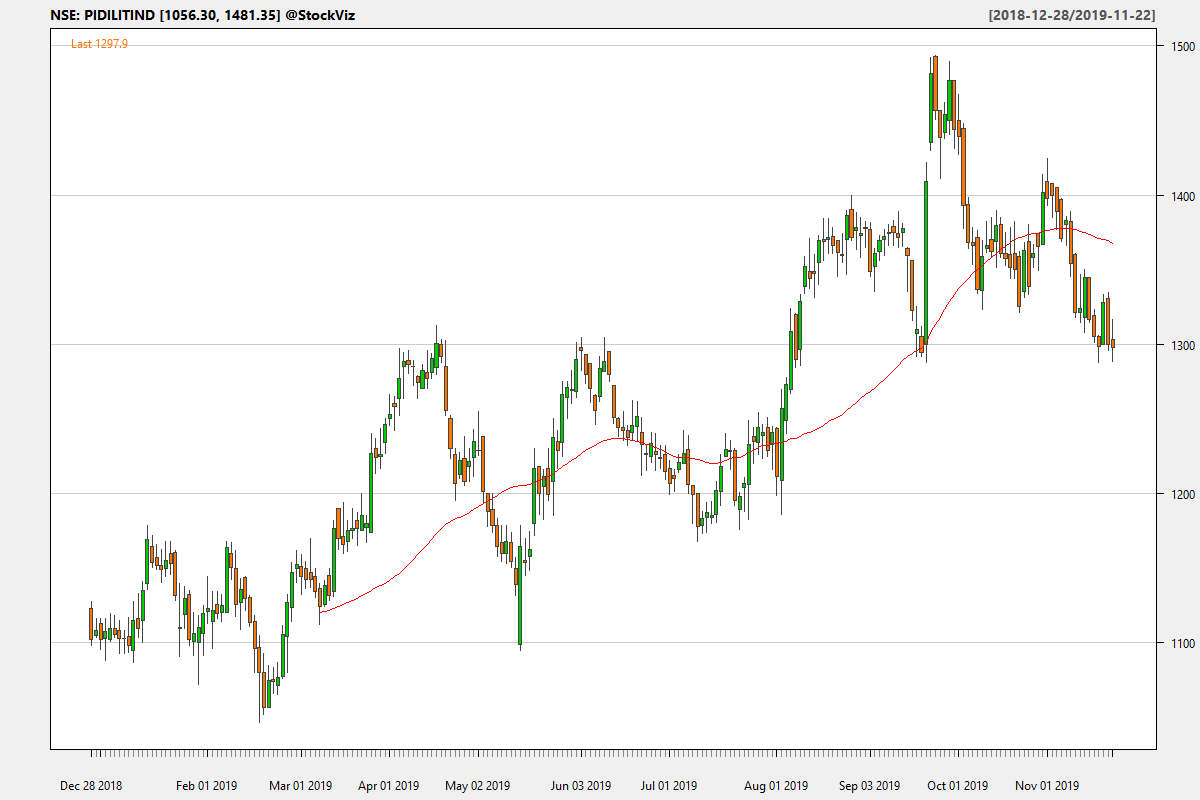 NSE: PIDILITIND [1056.30, 1481.35] @StockViz
[2018-12-28/2019-11-22]
Last 1297.9
1500
1400
1300
1200
1100
Dec 28 2018 Feb 01 2019 Mar 01 2019 Apr 01 2019 May 02 2019 Jun 03 2019 Jul 01 2019 Aug 01 2019 Sep 03 2019 Oct 01 2019 Nov 01 2019